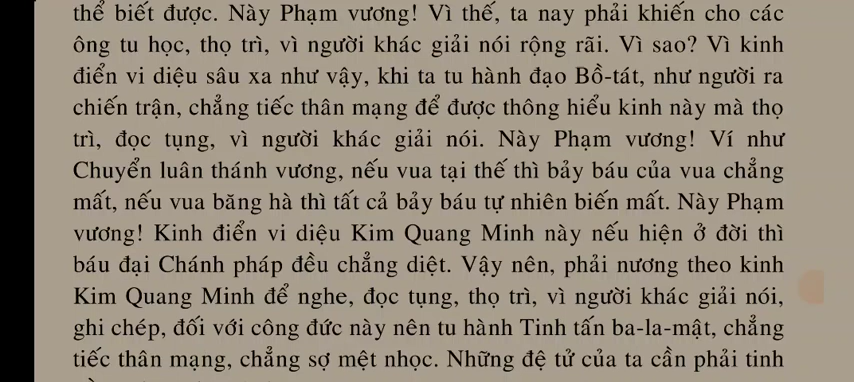 thể biết được. Này Phạm vương! Vì thế, ta nay phải khiến cho các
ông tu học, thọ trì, vì người khác giải nói rộng rãi. Vì sao? Vì kinh
điển vi diệu sâu xa như vậy, khi ta tu hành đạo Bồ-tát, như người ra
chiến trận, chẳng tiếc thân mạng để được thông hiểu kinh này mà thọ
trì, đọc tụng, vì người khác giải nói. Này Phạm vương! Ví như
Chuyển luân thánh vương, nếu vua tại thế thì bảy báu của vua chẳng
mất, nếu vua băng hà thì tất cả bảy báu tự nhiên biến mất. Này Phạm
vương! Kinh điển vi diệu Kim Quang Minh này nếu hiện ở đời thì
báu đại Chánh pháp đều chẳng diệt. Vậy nên, phải nương theo kinh
Kim Quang Minh để nghe, đọc tụng, thọ trì, vì người khác giải nói,
ghi chép, đối với công đức này nên tu hành Tinh tấn ba-la-mật, chẳng
tiếc thân mạng, chẳng sợ mệt nhọc. Những đệ tử của ta cần phải tinh